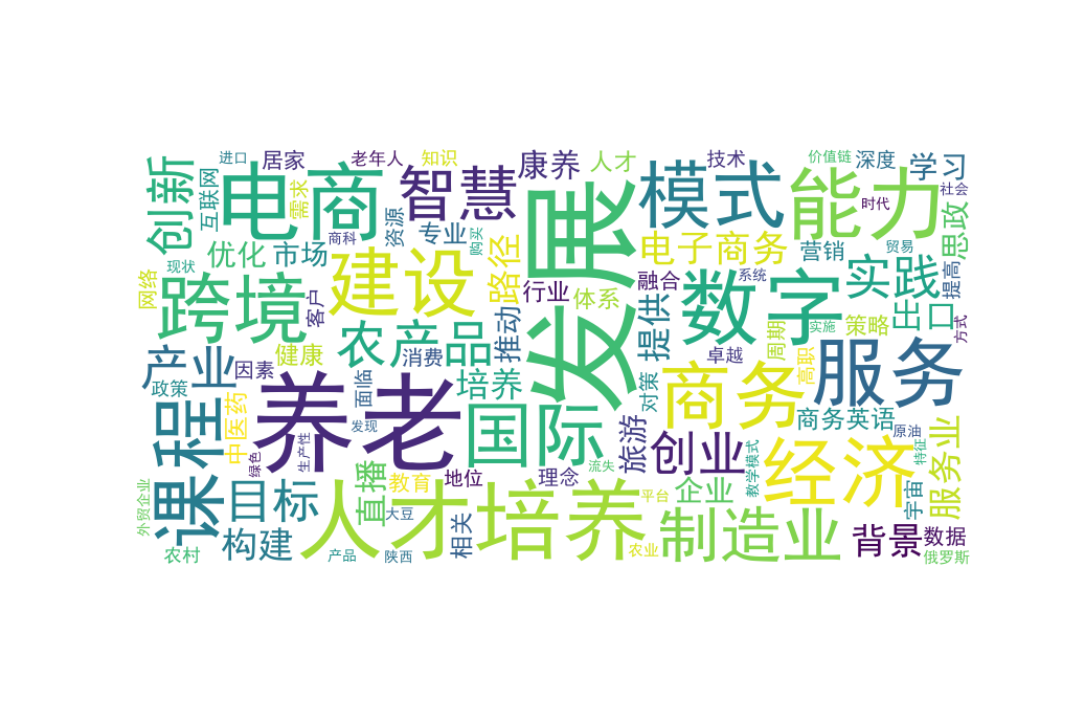 进口
居家
老年人
知识
康养
人才
技术
价值链
深度
学习
创新
互联网
电商
需求
智慧
发展
模式
能力
时代
社会
思政
商科
资源
专业
购买
路径
电子商务
营销
贸易
优化
市场
现状
网络
跨境
建设
客户
行业
体系
融合
数字
系统
实践
提高
出口
农产品
推动
提供
周期
实施
策略
方式
产业
因素
健康
消费
卓越
高职
服务
政策
面临
培养
对策
商务
中医药
养老
国际
旅游
商务英语
课程
发现
绿色
生产性
创业
教学模式
经济
原油
特征
服务业
流失
目标
直播
教育
地位
理念
平台
企业
宇宙
外贸企业
大豆
人才培养
构建
相关
制造业
背景
数据
农村
产品
陕西
农业
俄罗斯